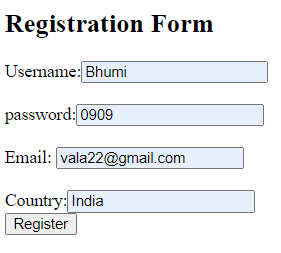 Registration Form
Username:Bhumi
password:0909
Email: vala22@gmail.com
Country:India
Register